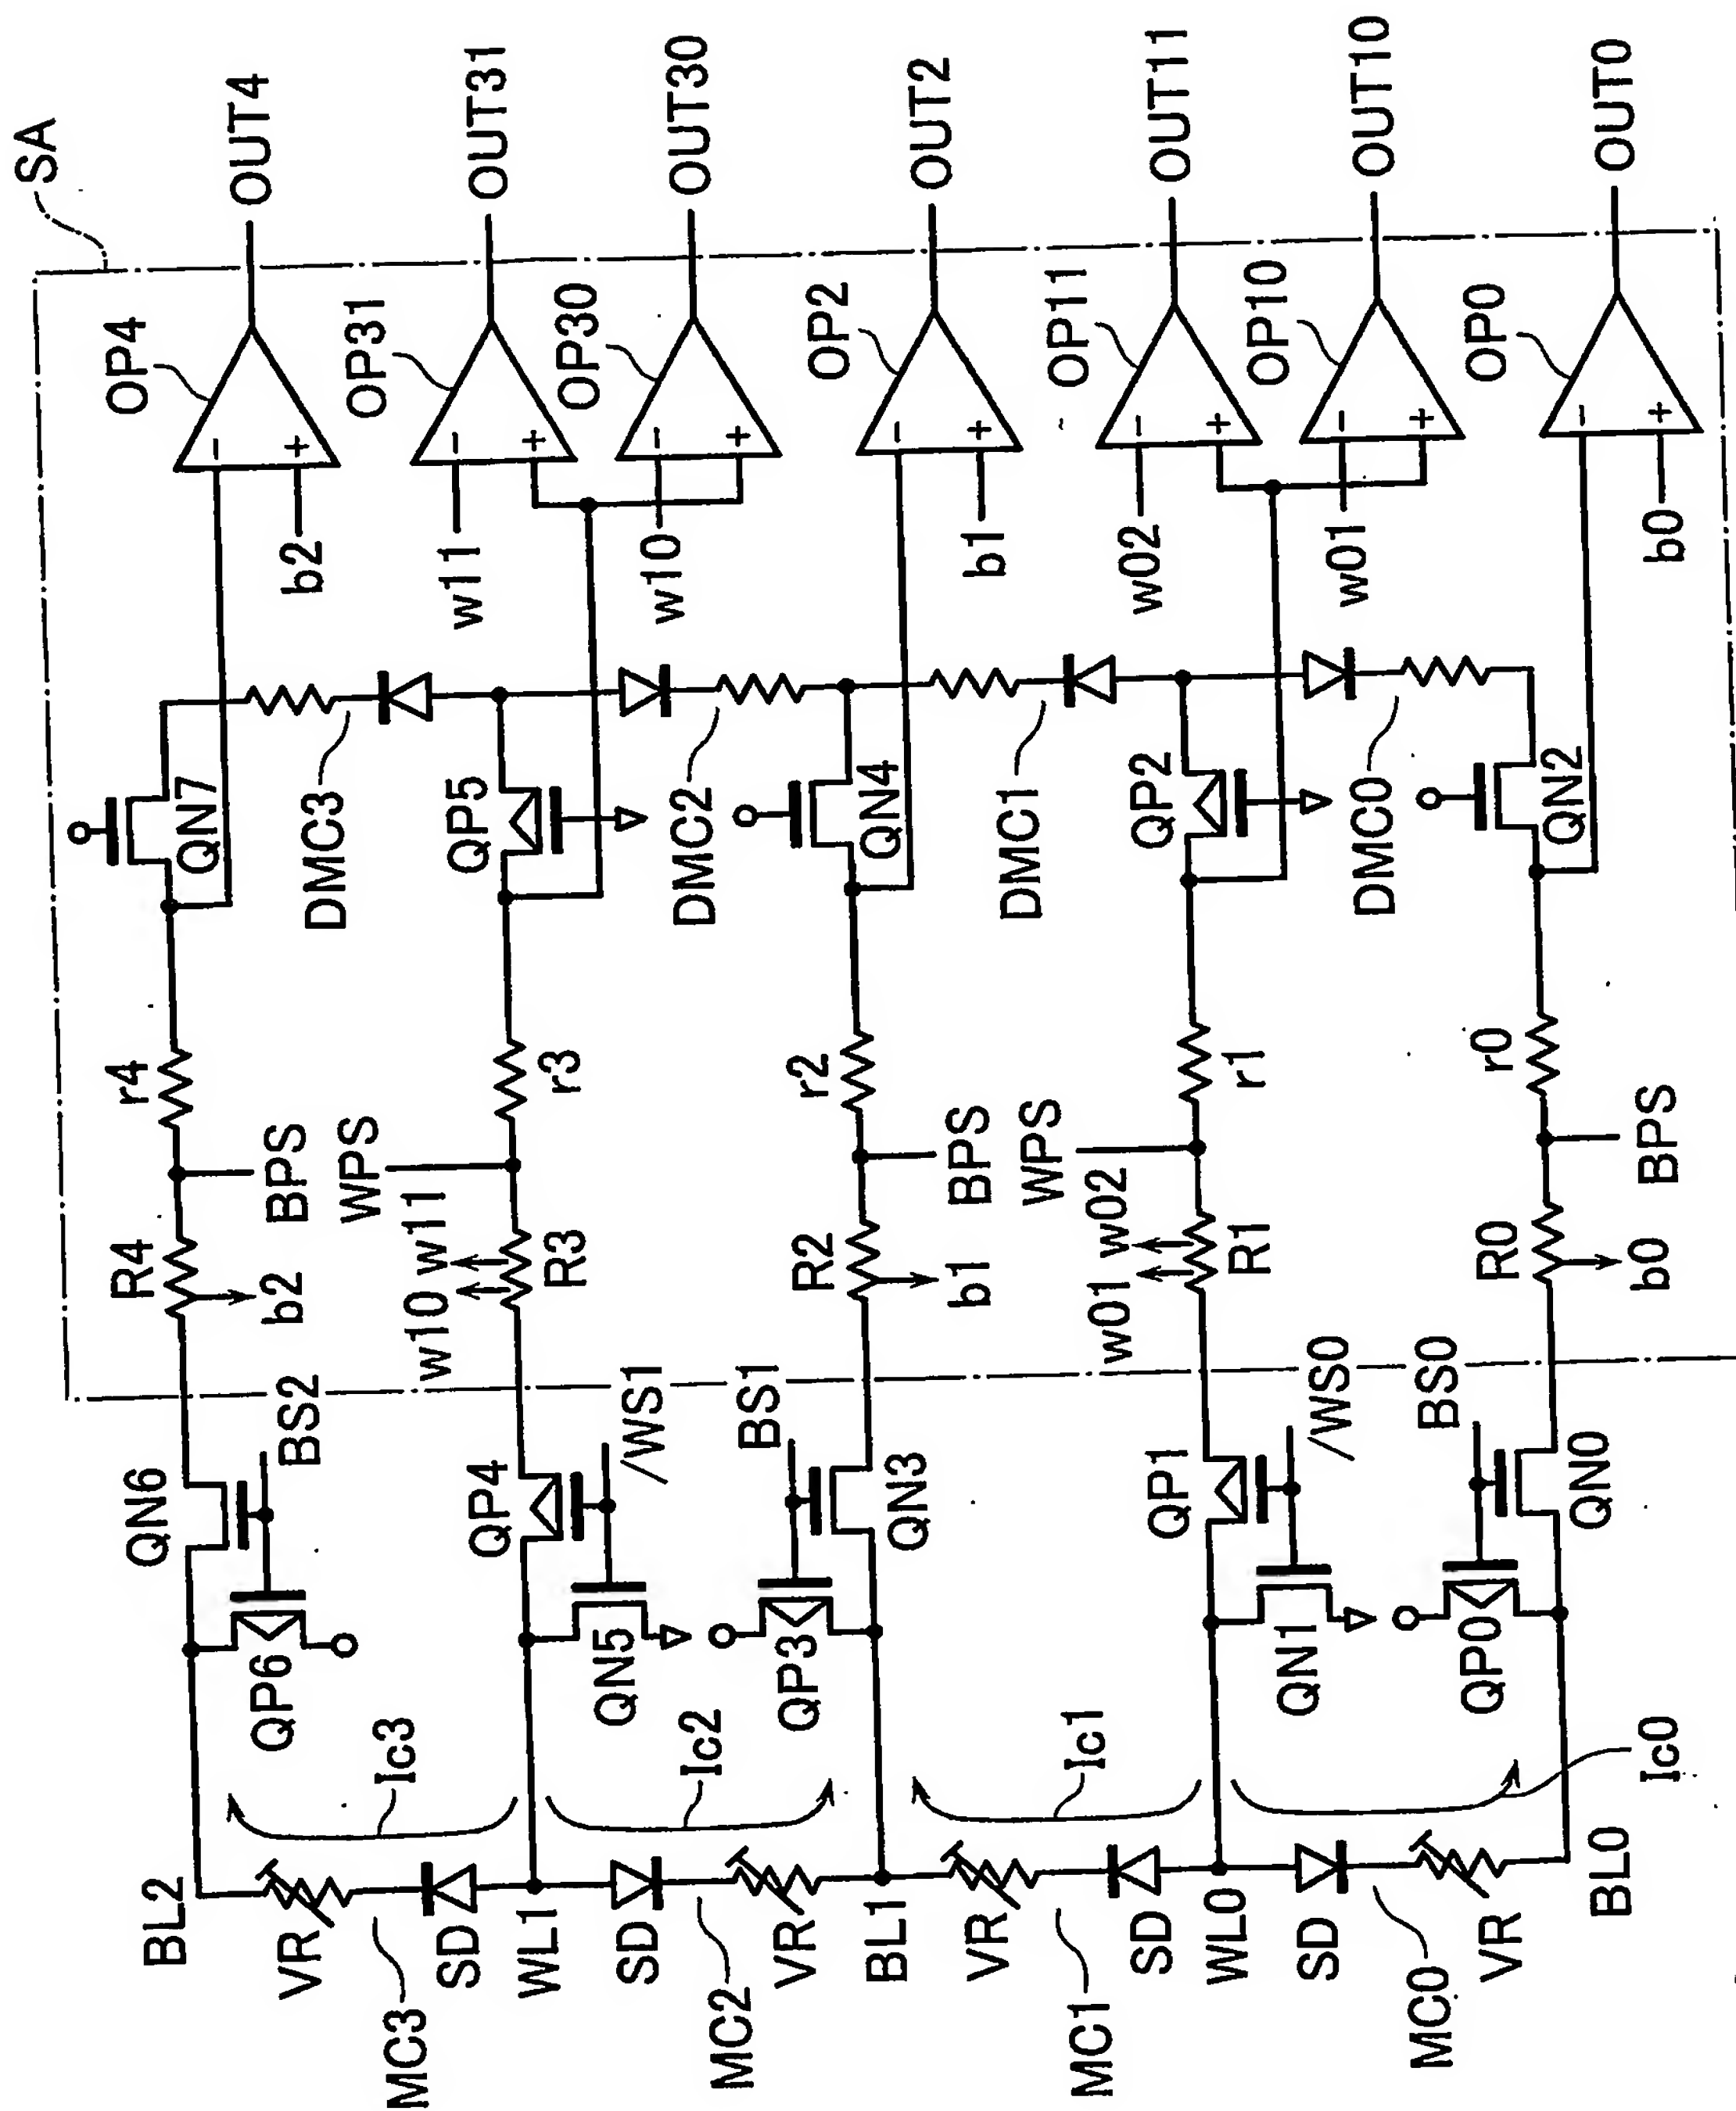 SA
OUT4
OUT31
OUT30
OUT2
OUT11
OUT10
OUT0
OP4
OP31
OP30
OP2
OP11
OP10
OP0
-
+
-
+
-
+
-
+
-
+
-
+
-
+
b2
w11
w10
b1
w02
w01
b0
QN7
DMC3
QP5
DMC2
QN4
DMC1
QP2
DMC0
QN2
r4
r3
r2
r1
r0
BPS
WPS
BPS
WPS
BPS
R4
b2
w10 w11
R3
R2
b1
w01 w02
R1
R0
b0
QN6
BS2
QP4
/WS1
BS1
QN3
QP1
/WS0
BS0
QN0
QP6
QN5
QP3
QN1
QP0
Ic3
Ic2
Ic1
Ic0
BL2
VR
SD
WL1
SD
VR
BL1
VR
SD
WL0
SD
VR
BL0
MC3
MC2
MC1
MC0